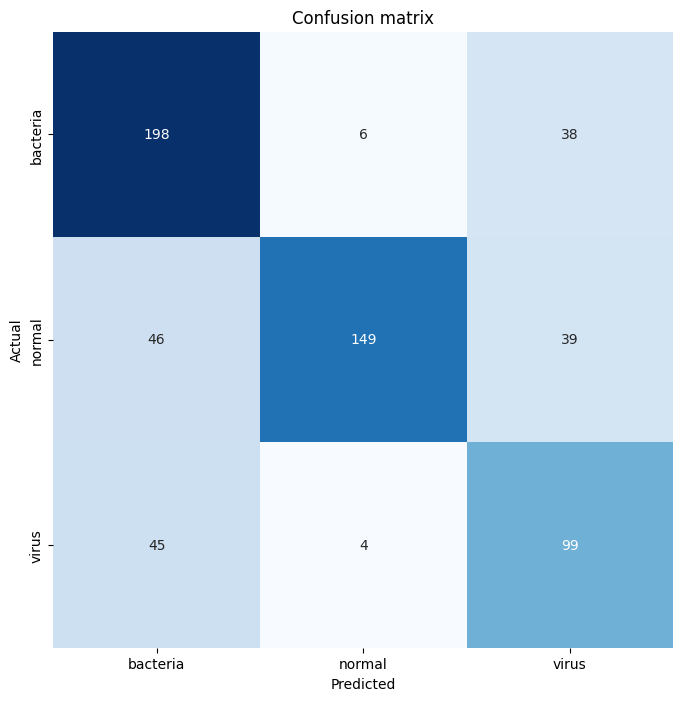 Confusion matrix
bacteria
198
6
38
Actual
normal
46
149
39
virus
45
4
99
bacteria
normal
virus
Predicted